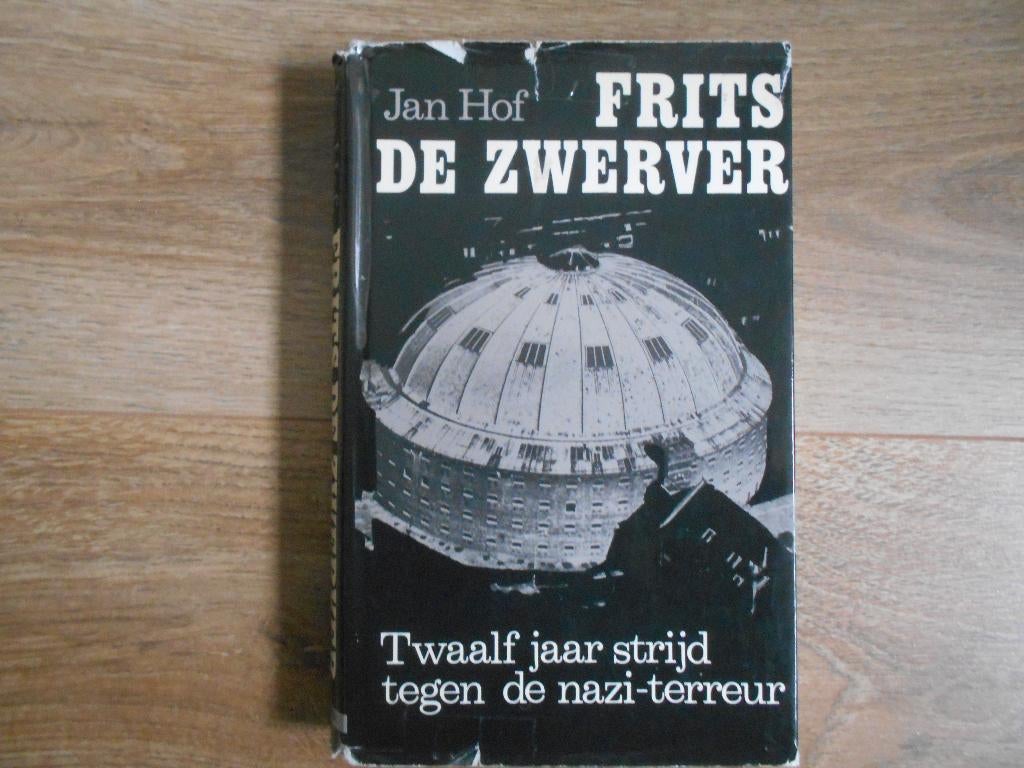 Jan Hof FRITS
DE ZWERVER
Twaalf jaar strijd
tegen de nazi-terreur